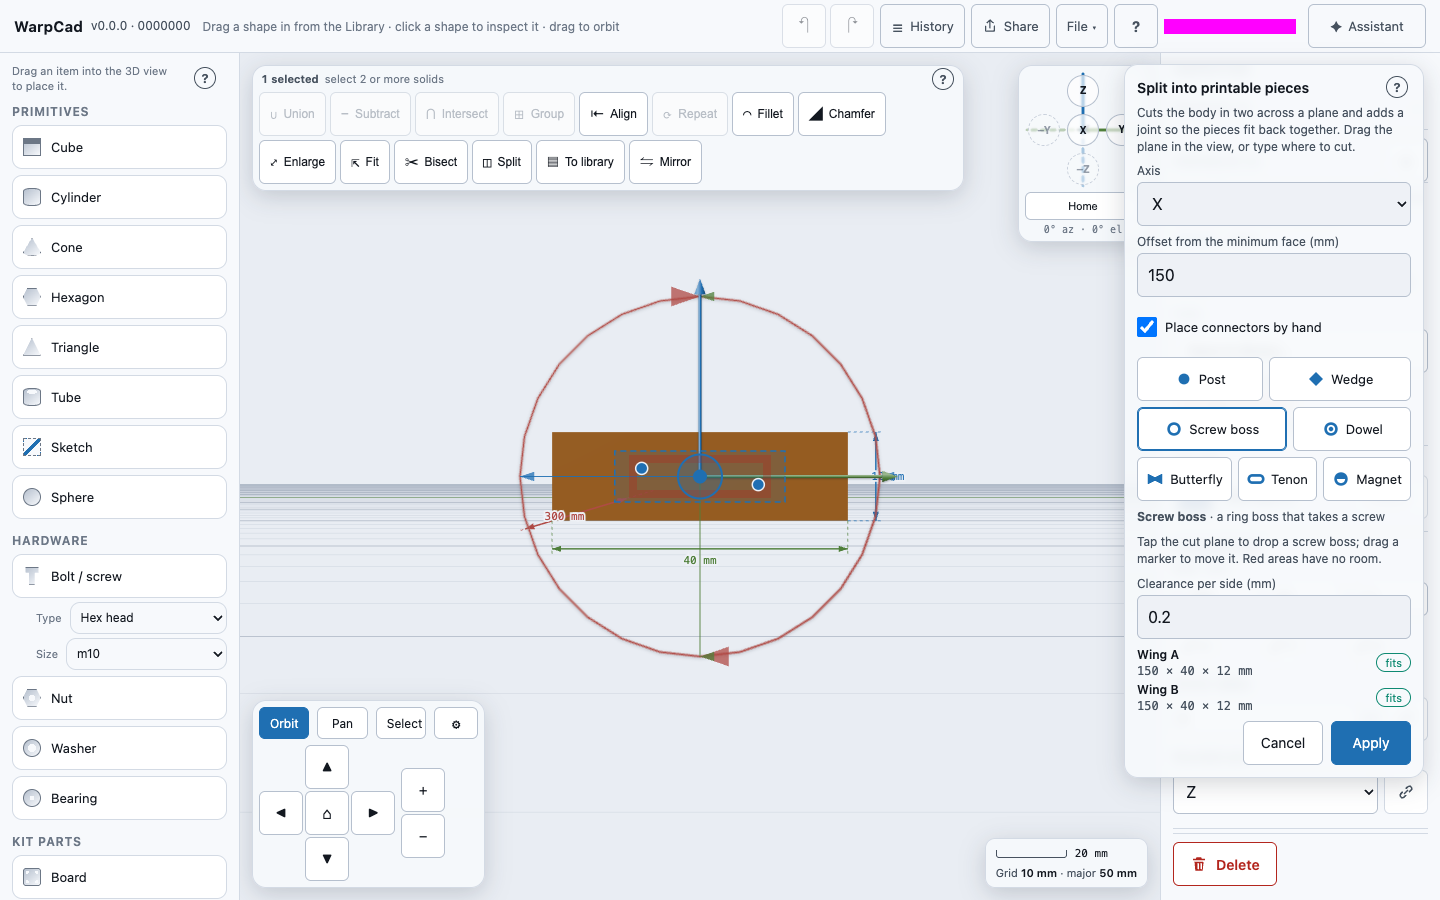 WarpCad v0.0.0 · 0000000 Drag a shape in from the Library · click a shape to inspect it · drag to orbit
History
Share
File
?
Assistant
Drag an item into the 3D view
to place it.
?
PRIMITIVES
Cube
Cylinder
Cone
Hexagon
Triangle
Tube
Sketch
Sphere
HARDWARE
Bolt / screw
Type Hex head
Size m10
Nut
Washer
Bearing
KIT PARTS
Board
1 selected select 2 or more solids
?
Union
Subtract
Intersect
Group
Align
Repeat
Fillet
Chamfer
Enlarge
Fit
Bisect
Split
To library
Mirror
Z
-Y
X
Y
-Z
Home
0° az · 0° el
300 mm
40 mm
Orbit
Pan
Select
20 mm
Grid 10 mm · major 50 mm
Split into printable pieces
?
Cuts the body in two across a plane and adds a
joint so the pieces fit back together. Drag the
plane in the view, or type where to cut.
Axis
X
Offset from the minimum face (mm)
150
Place connectors by hand
Post
Wedge
Screw boss
Dowel
Butterfly
Tenon
Magnet
Screw boss · a ring boss that takes a screw
Tap the cut plane to drop a screw boss; drag a
marker to move it. Red areas have no room.
Clearance per side (mm)
0.2
Wing A
150 × 40 × 12 mm
fits
Wing B
150 × 40 × 12 mm
fits
Cancel
Apply
Z
Delete